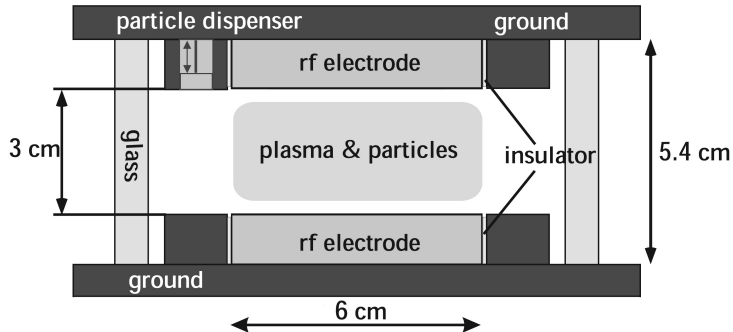 particle dispenser
ground
rf electrode
3 cm
glass
plasma & particles
insulator
5.4 cm
rf electrode
ground
6 cm